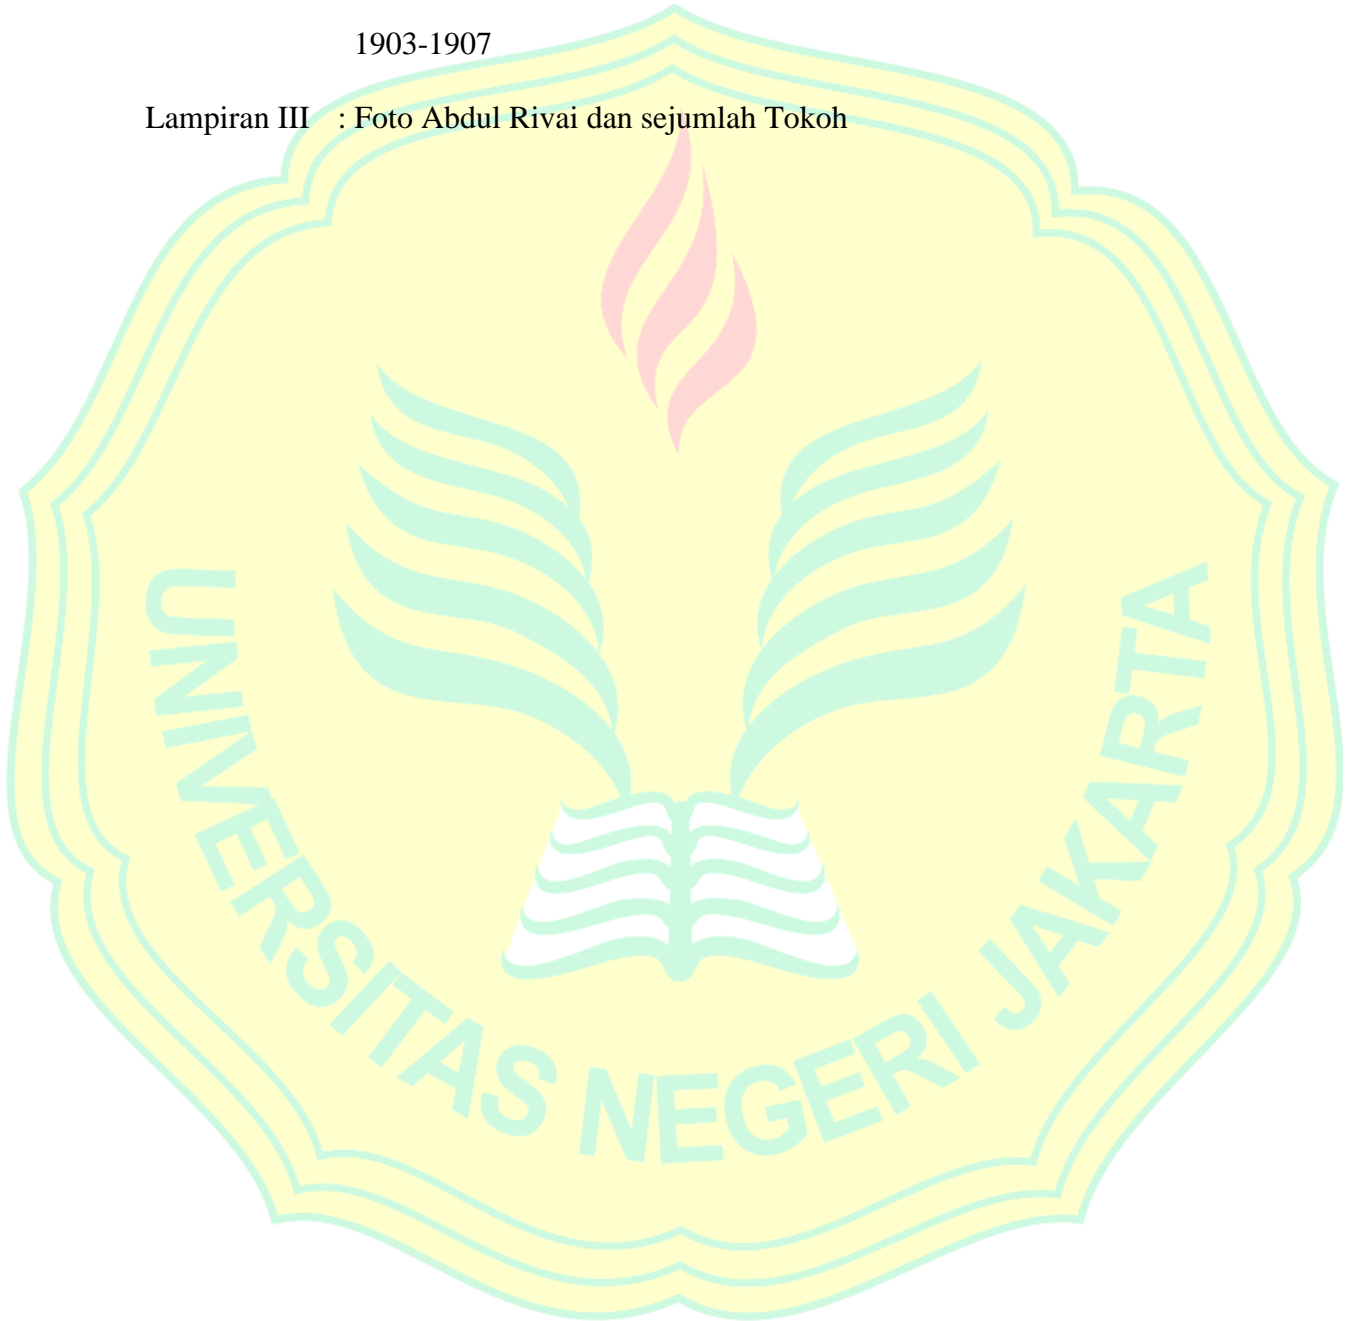 1903-1907
Lampiran III : Foto Abdul Rivai dan sejumlah Tokoh
UNIVERSITAS NEGERI JAKARTA